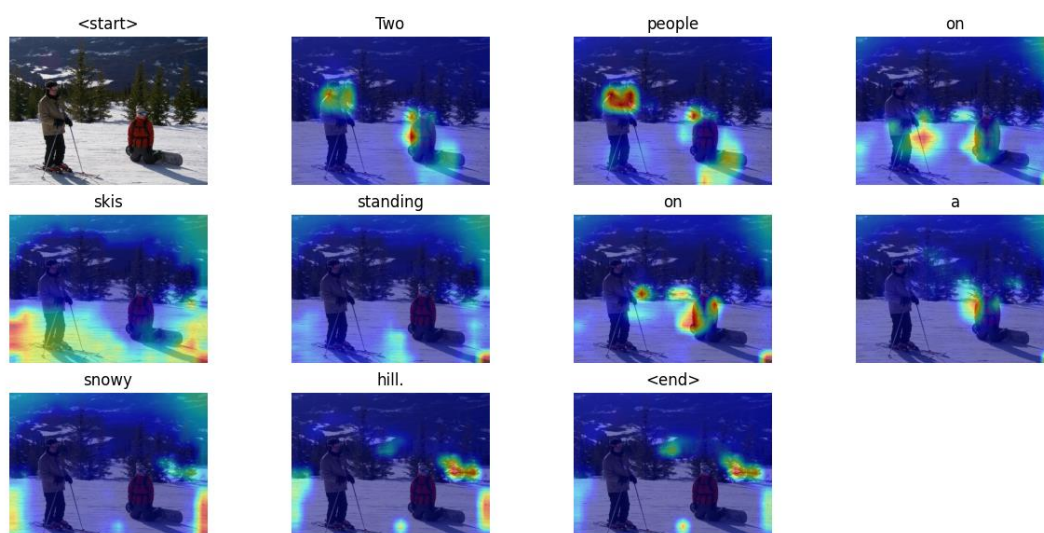 <start> Two people on
skis standing on a
snowy hill. <end>